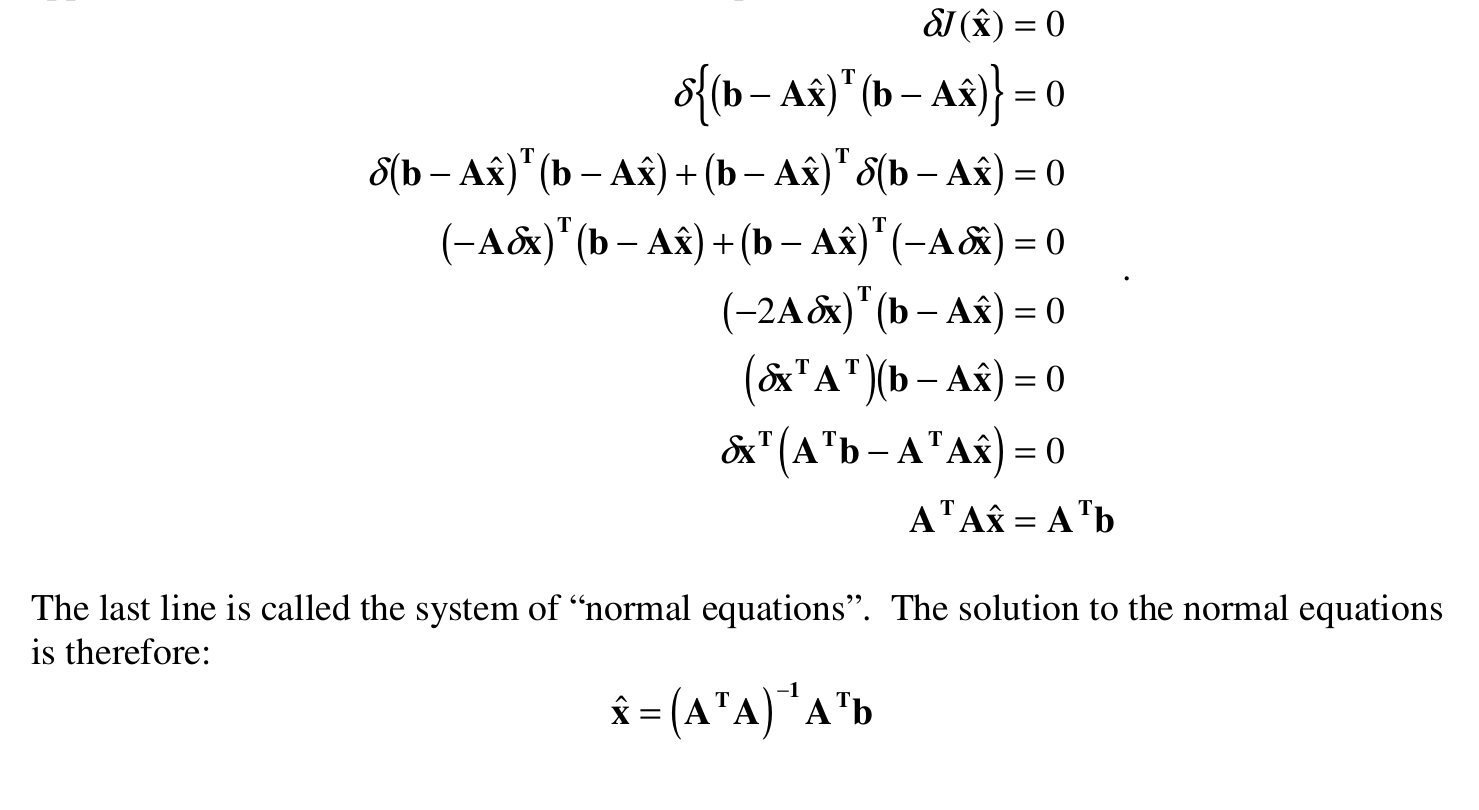 δJ(x̂) = 0
δ{(b − Ax̂)ᵀ(b − Ax̂)} = 0
δ(b − Ax̂)ᵀ(b − Ax̂) + (b − Ax̂)ᵀ δ(b − Ax̂) = 0
(−Aδx)ᵀ(b − Ax̂) + (b − Ax̂)ᵀ(−Aδx̂) = 0
.
(−2Aδx)ᵀ(b − Ax̂) = 0
(δxᵀAᵀ)(b − Ax̂) = 0
δxᵀ(Aᵀb − AᵀAx̂) = 0
AᵀAx̂ = Aᵀb
The last line is called the system of “normal equations”. The solution to the normal equations
is therefore:
x̂ = (AᵀA)⁻¹Aᵀb